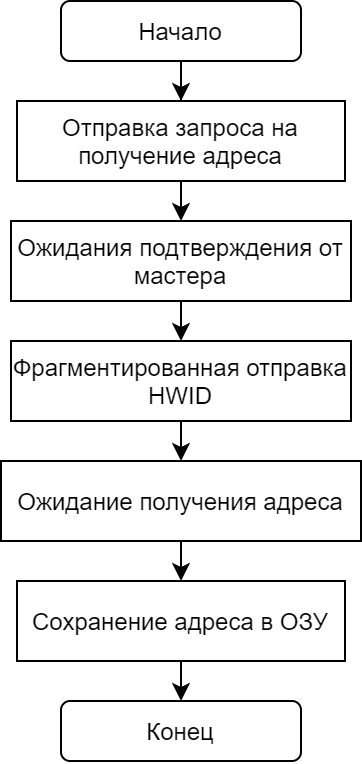 Начало
Отправка запроса на
получение адреса
Ожидания подтверждения от
мастера
Фрагментированная отправка
HWID
Ожидание получения адреса
Сохранение адреса в ОЗУ
Конец